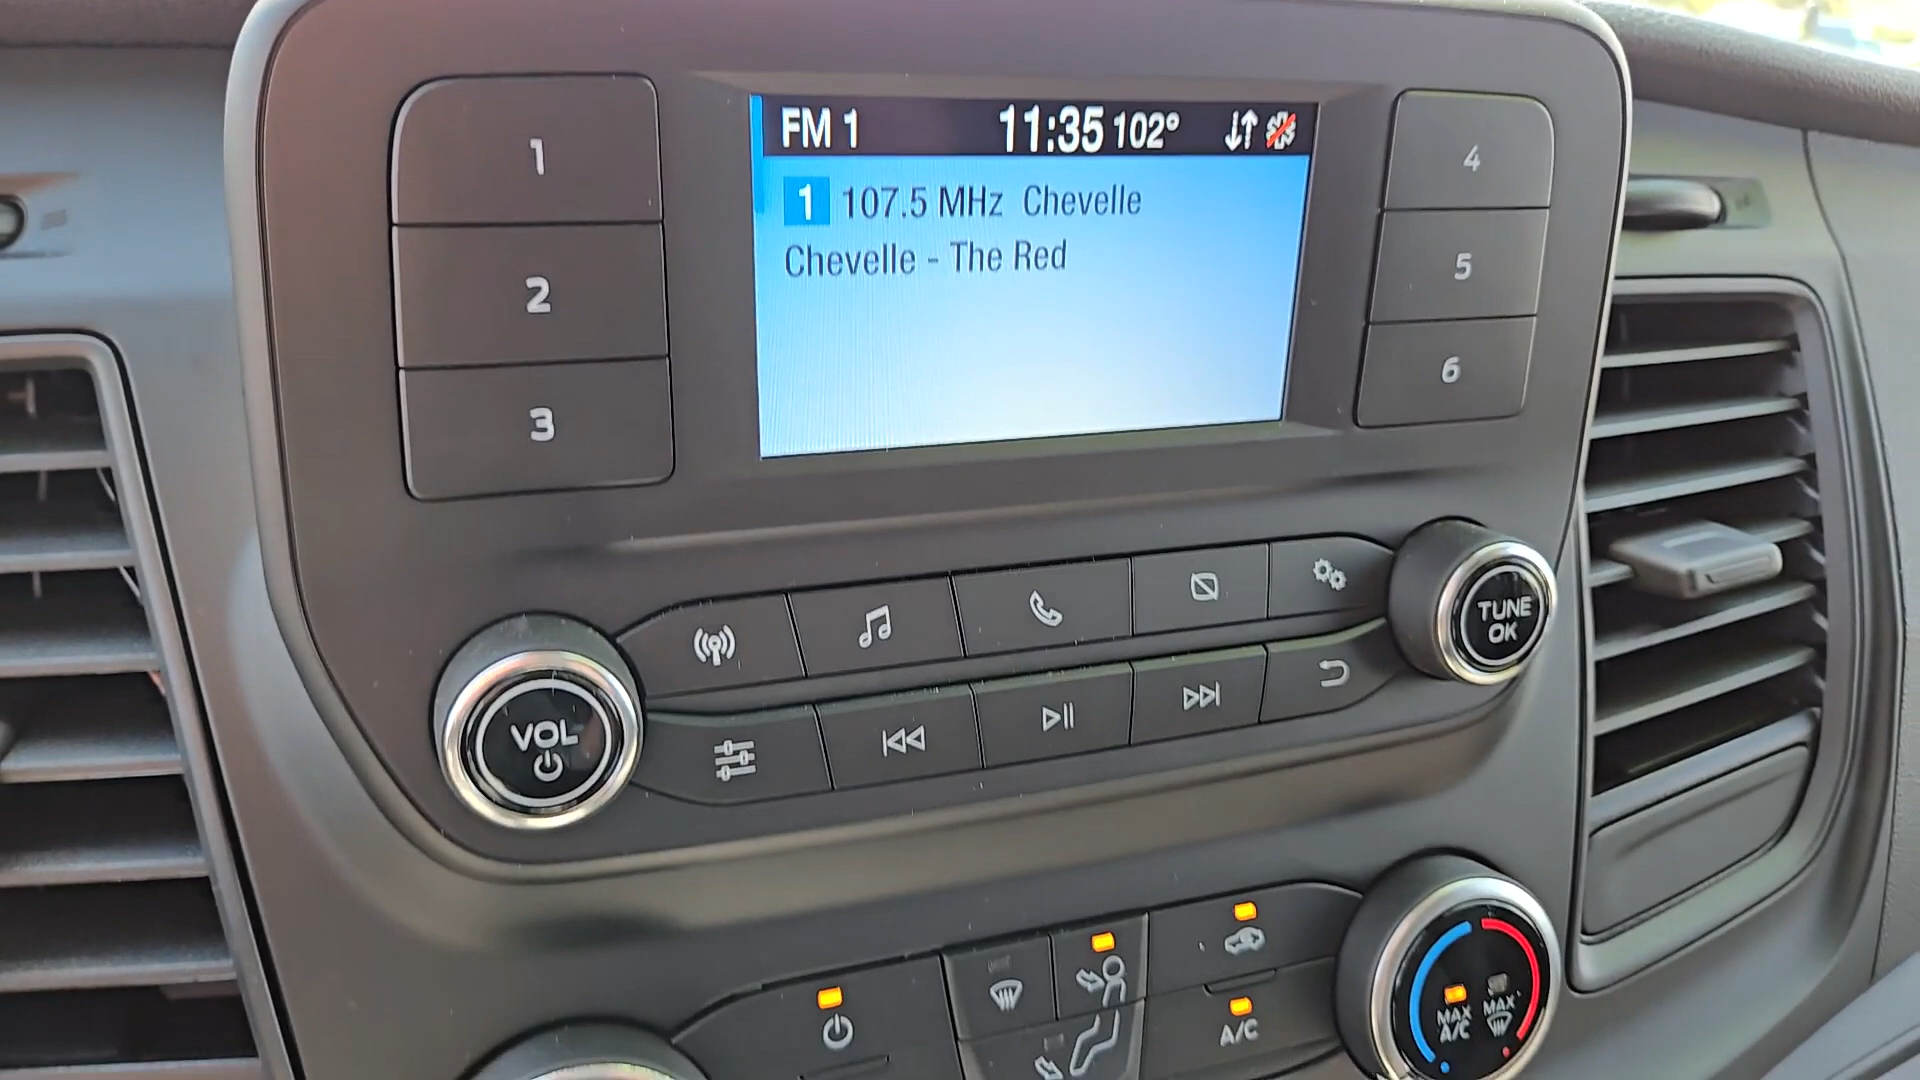 FM 1 11:35 102°
1 107.5 MHz Chevelle
Chevelle - The Red
1
2
3
4
5
6
VOL
TUNE
OK
A/C
MAX
A/C
MAX